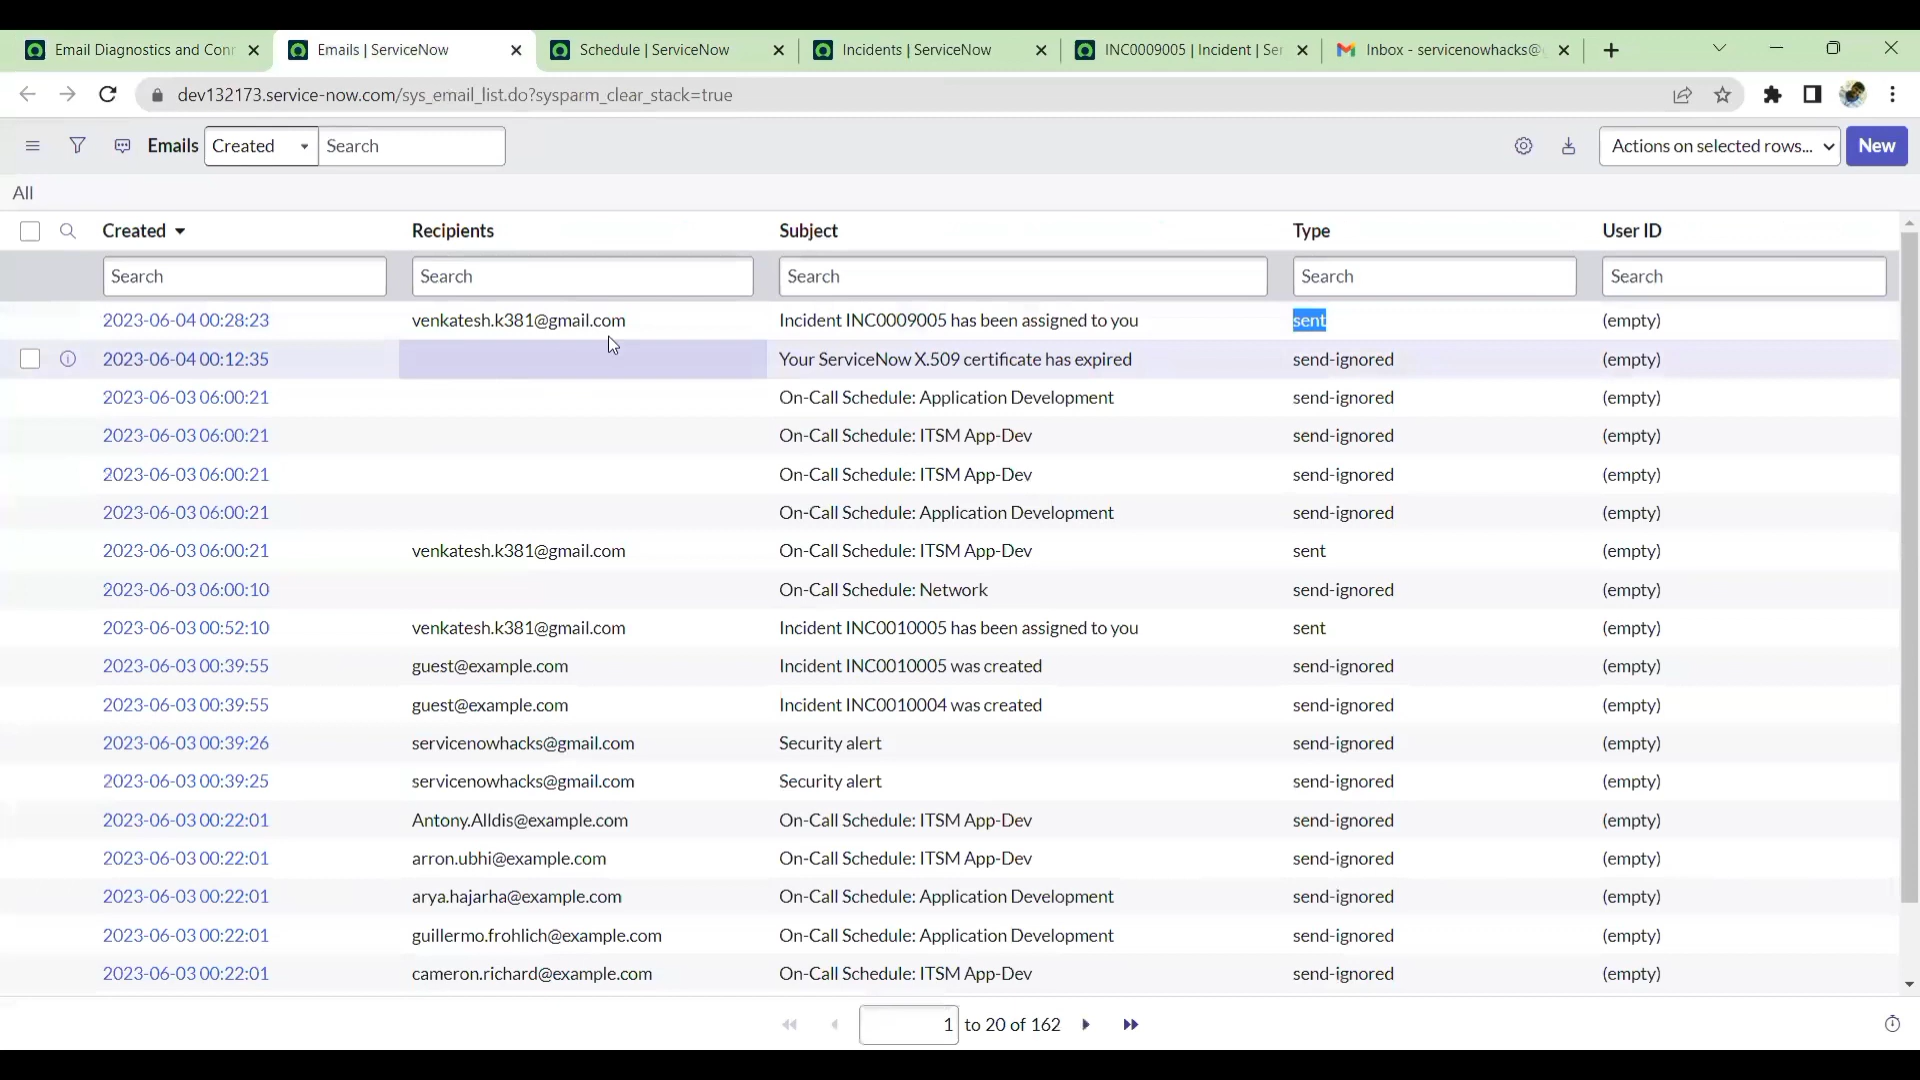 Email Diagnostics and Con
Emails | ServiceNow
Schedule | ServiceNow
Incidents | ServiceNow
INC0009005 | Incident | Ser
Inbox - servicenowhacks@
dev132173.service-now.com/sys_email_list.do?sysparm_clear_stack=true
Emails Created Search Actions on selected rows... New
All
Created Recipients Subject Type User ID
Search Search Search Search Search
2023-06-04 00:28:23 venkatesh.k381@gmail.com Incident INC0009005 has been assigned to you sent (empty)
2023-06-04 00:12:35 Your ServiceNow X.509 certificate has expired send-ignored (empty)
2023-06-03 06:00:21 On-Call Schedule: Application Development send-ignored (empty)
2023-06-03 06:00:21 On-Call Schedule: ITSM App-Dev send-ignored (empty)
2023-06-03 06:00:21 On-Call Schedule: ITSM App-Dev send-ignored (empty)
2023-06-03 06:00:21 On-Call Schedule: Application Development send-ignored (empty)
2023-06-03 06:00:21 venkatesh.k381@gmail.com On-Call Schedule: ITSM App-Dev sent (empty)
2023-06-03 06:00:10 On-Call Schedule: Network send-ignored (empty)
2023-06-03 00:52:10 venkatesh.k381@gmail.com Incident INC0010005 has been assigned to you sent (empty)
2023-06-03 00:39:55 guest@example.com Incident INC0010005 was created send-ignored (empty)
2023-06-03 00:39:55 guest@example.com Incident INC0010004 was created send-ignored (empty)
2023-06-03 00:39:26 servicenowhacks@gmail.com Security alert send-ignored (empty)
2023-06-03 00:39:25 servicenowhacks@gmail.com Security alert send-ignored (empty)
2023-06-03 00:22:01 Antony.Alldis@example.com On-Call Schedule: ITSM App-Dev send-ignored (empty)
2023-06-03 00:22:01 arron.ubhi@example.com On-Call Schedule: ITSM App-Dev send-ignored (empty)
2023-06-03 00:22:01 arya.hajarha@example.com On-Call Schedule: Application Development send-ignored (empty)
2023-06-03 00:22:01 guillermo.frohlich@example.com On-Call Schedule: Application Development send-ignored (empty)
2023-06-03 00:22:01 cameron.richard@example.com On-Call Schedule: ITSM App-Dev send-ignored (empty)
1 to 20 of 162